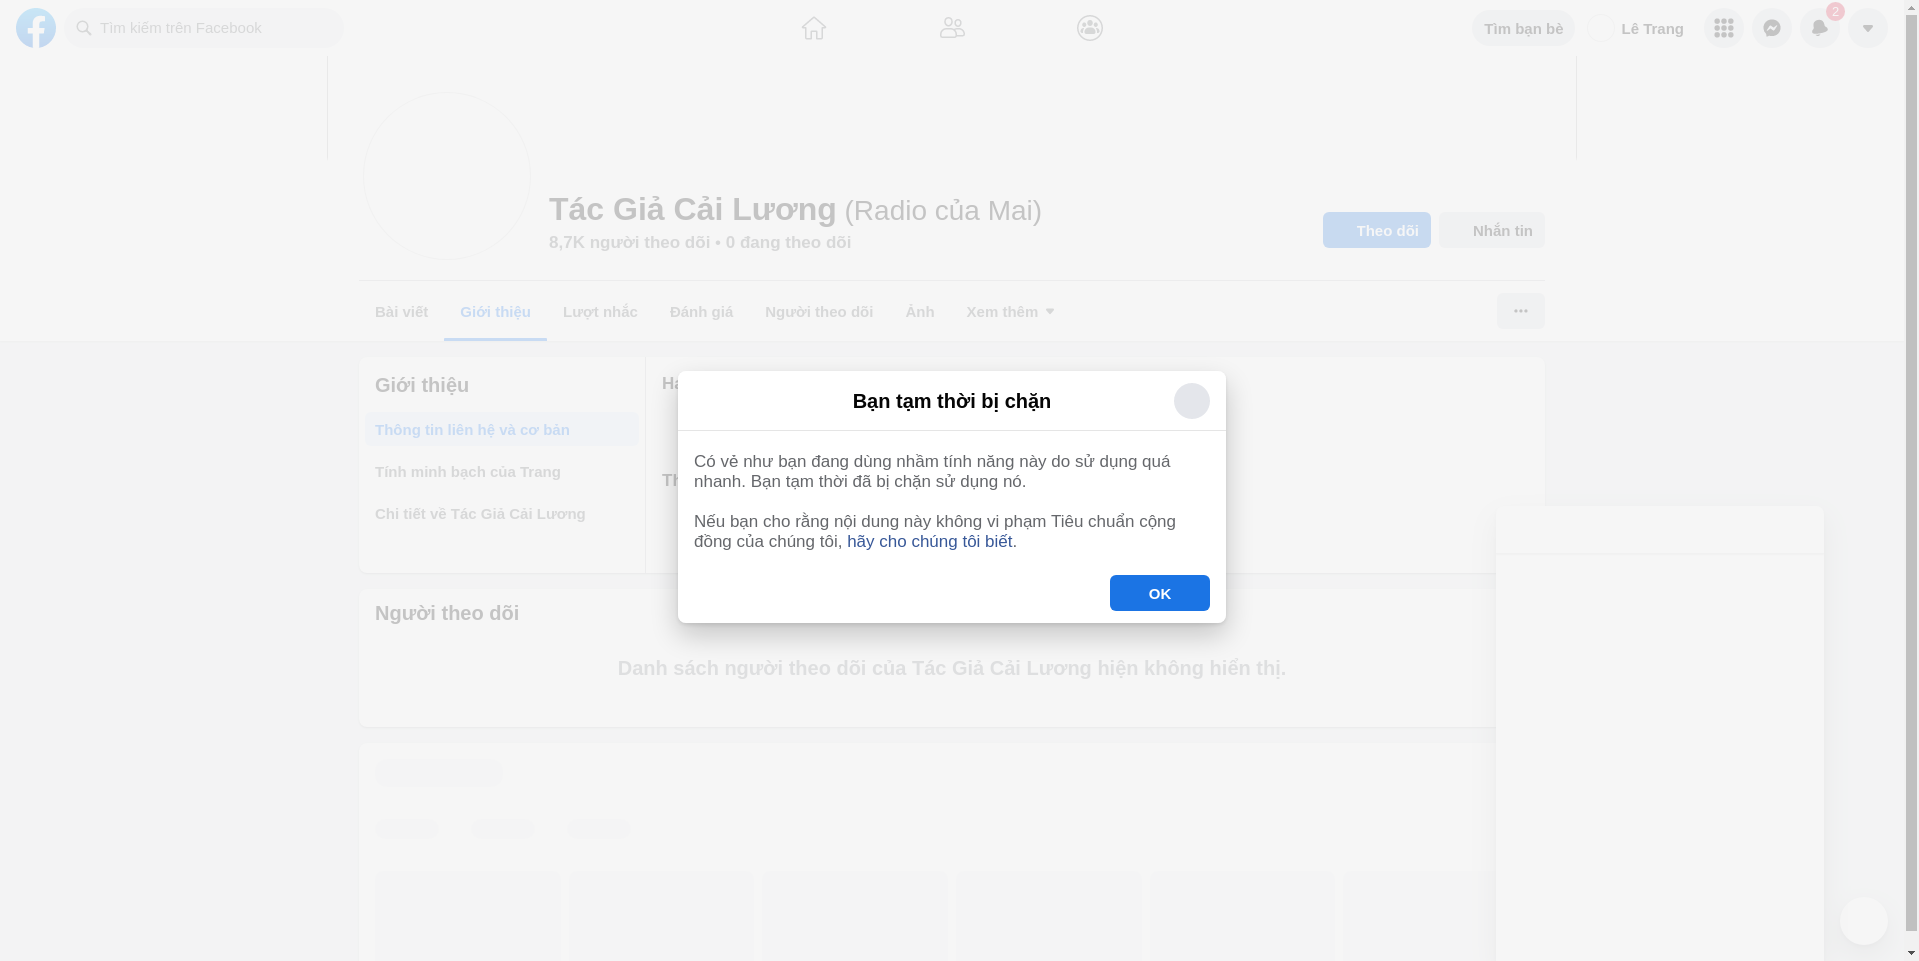 Tìm kiếm trên Facebook
Tìm bạn bè
Lê Trang
2
Tác Giả Cải Lương (Radio của Mai)
8,7K người theo dõi • 0 đang theo dõi
Theo dõi
Nhắn tin
Bài viết
Giới thiệu
Lượt nhắc
Đánh giá
Người theo dõi
Ảnh
Xem thêm
Giới thiệu
Thông tin liên hệ và cơ bản
Tính minh bạch của Trang
Chi tiết về Tác Giả Cải Lương
Bạn tạm thời bị chặn
Có vẻ như bạn đang dùng nhầm tính năng này do sử dụng quá
nhanh. Bạn tạm thời đã bị chặn sử dụng nó.
Nếu bạn cho rằng nội dung này không vi phạm Tiêu chuẩn cộng
đồng của chúng tôi, hãy cho chúng tôi biết.
OK
Người theo dõi
Danh sách người theo dõi của Tác Giả Cải Lương hiện không hiển thị.